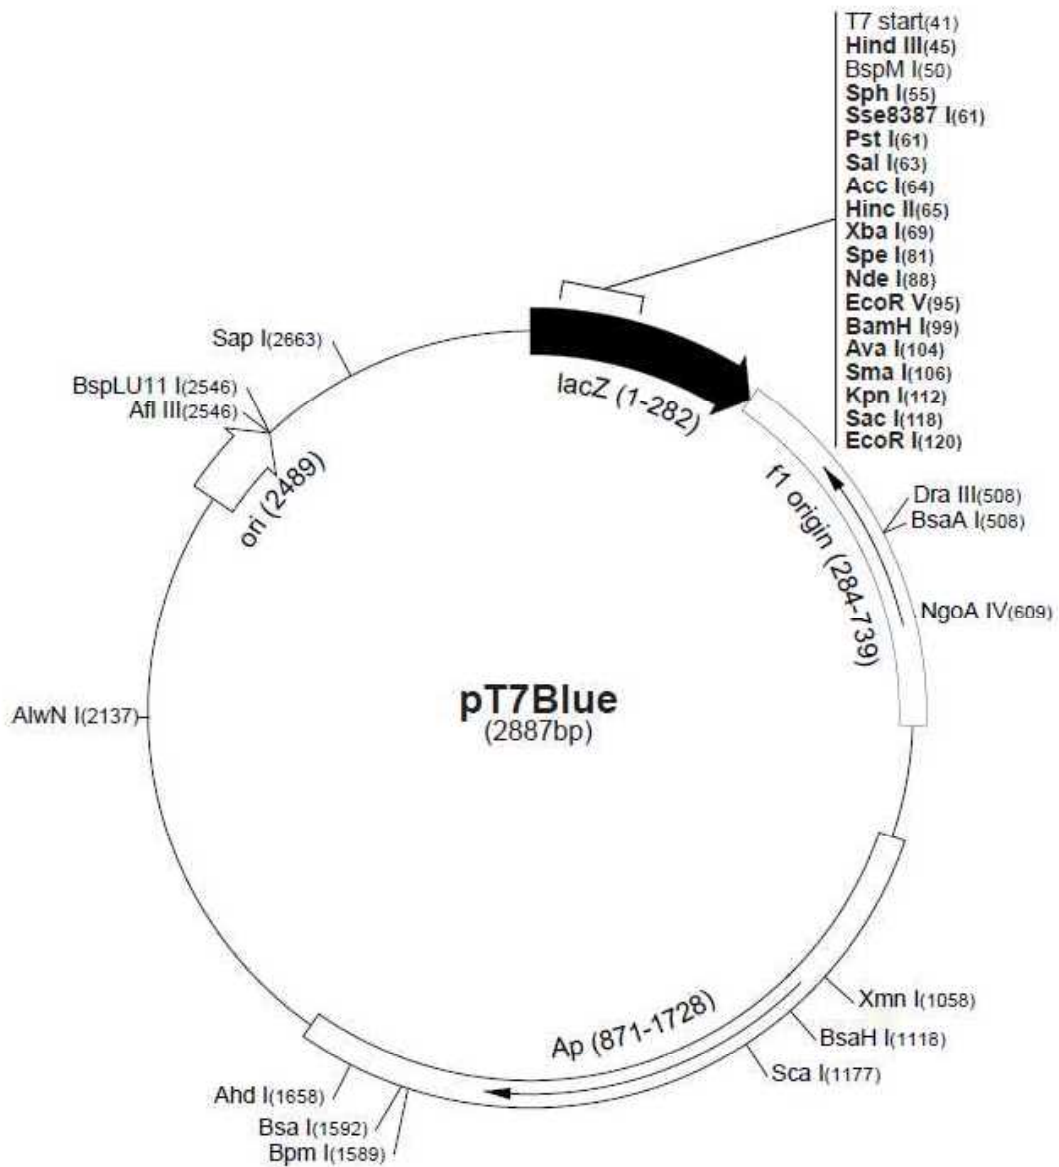 T7 start(41)
Hind III(45)
BspM I(50)
Sph I(55)
Sse8387 I(61)
Pst I(61)
Sal I(63)
Acc I(64)
Hinc II(65)
Xba I(69)
Spe I(81)
Nde I(88)
EcoR V(95)
BamH I(99)
Ava I(104)
Sma I(106)
Kpn I(112)
Sac I(118)
EcoR I(120)
Sap I(2663)
BspLU11 I(2546)
Afl III(2546)
lacZ (1-282)
ori (2489)
f1 origin (284-739)
Dra III(508)
BsaA I(508)
NgoA IV(609)
pT7Blue
(2887bp)
AlwN I(2137)
Xmn I(1058)
BsaH I(1118)
Sca I(1177)
Ap (871-1728)
Ahd I(1658)
Bsa I(1592)
Bpm I(1589)